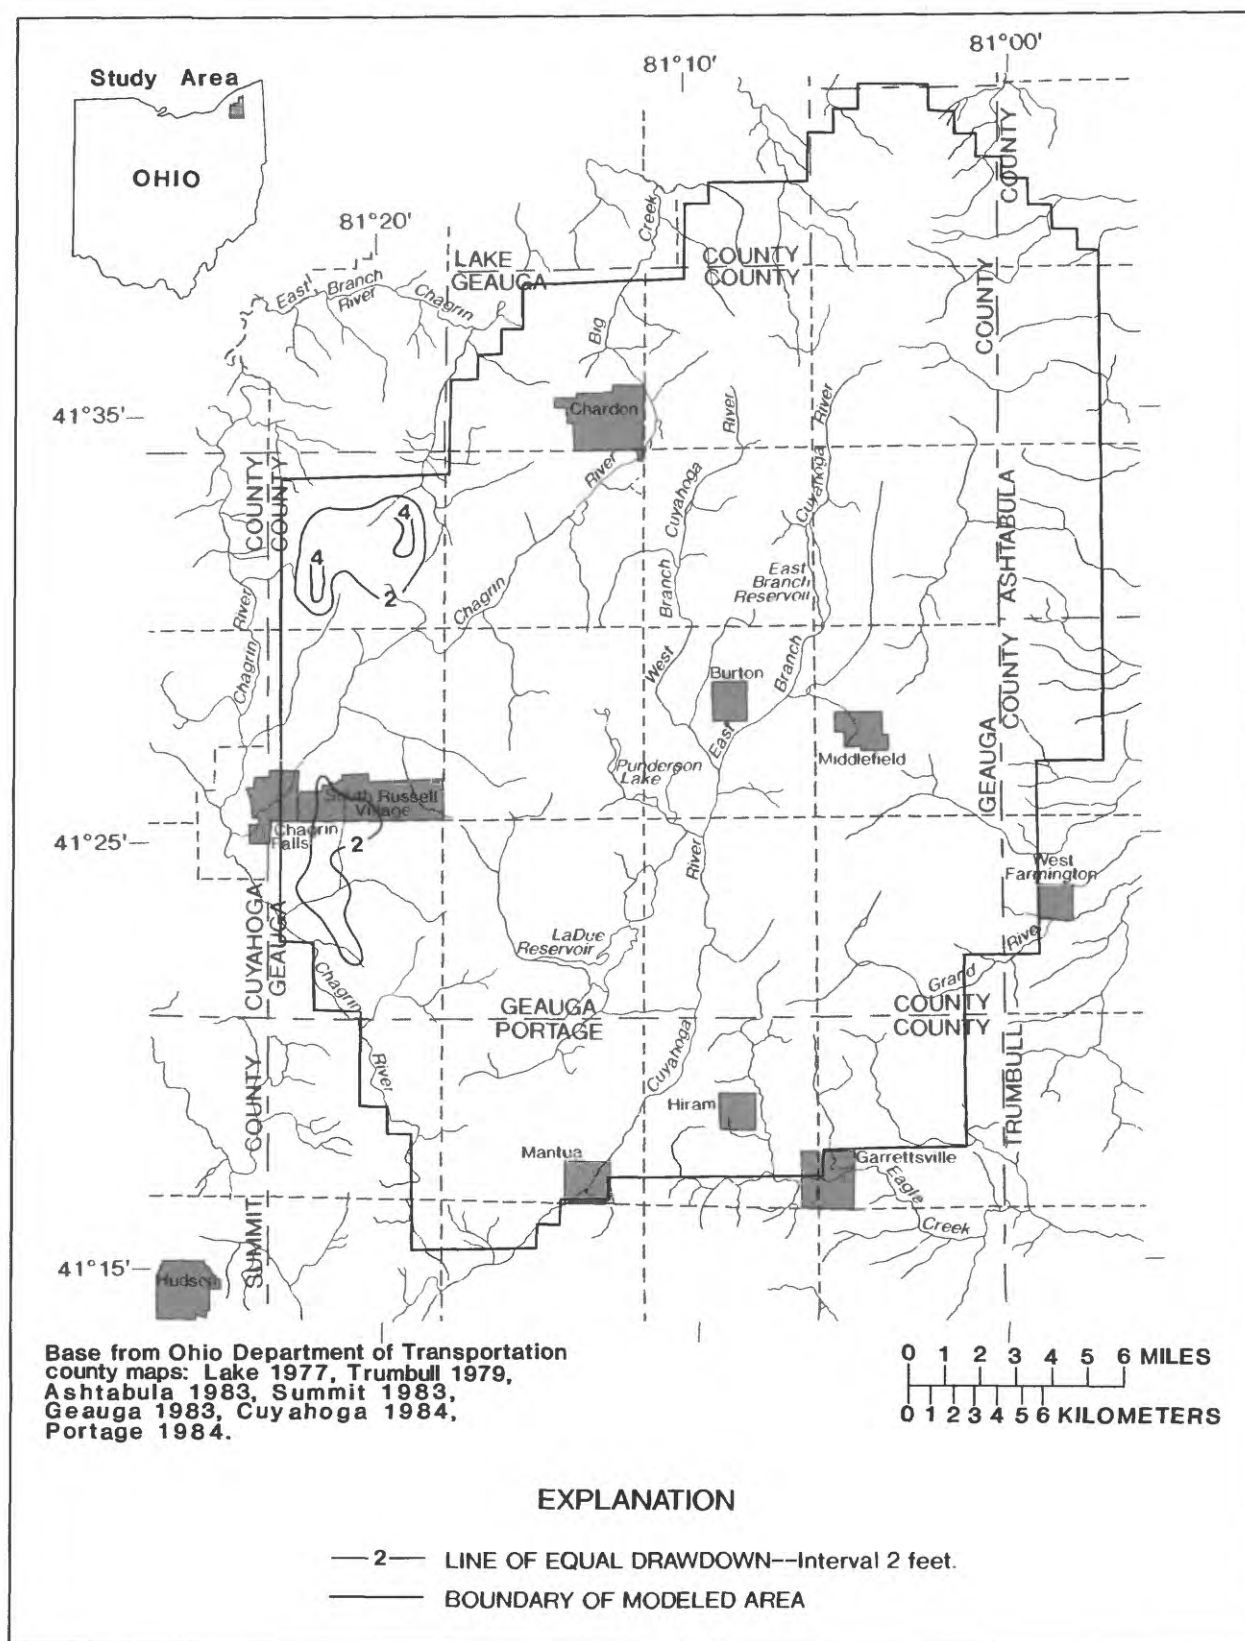 81°00'
81°10'
Study Area
OHIO
81°20'
LAKE COUNTY
GEAUGA COUNTY
COUNTY
Creek
Big
East Branch Chagrin
River
COUNTY
41°35'
Chardon
River
Cuyahoga
River
Cuyahoga
River
COUNTY
COUNTY
ASHTABULA
4
4
2
Chagrin
River
Chagrin
Branch
West
East
Branch
Reservoir
Branch
East
Burton
COUNTY
GEAUGA
Middlefield
Punderson
Lake
South Russell
Village
Chagrin
Falls
2
41°25'
River
West
Farmington
CUYAHOGA
GEAUGA
LaDue
Reservoir
River
Grand
Chagrin
River
GEAUGA COUNTY
PORTAGE COUNTY
Cuyahoga
TRUMBULL
COUNTY
SUMMIT
Hiram
Mantua
Garrettsville
Eagle
Creek
41°15'
Hudson
Base from Ohio Department of Transportation
county maps: Lake 1977, Trumbull 1979,
Ashtabula 1983, Summit 1983,
Geauga 1983, Cuyahoga 1984,
Portage 1984.
0 1 2 3 4 5 6 MILES
0 1 2 3 4 5 6 KILOMETERS
EXPLANATION
2 LINE OF EQUAL DRAWDOWN--Interval 2 feet.
BOUNDARY OF MODELED AREA